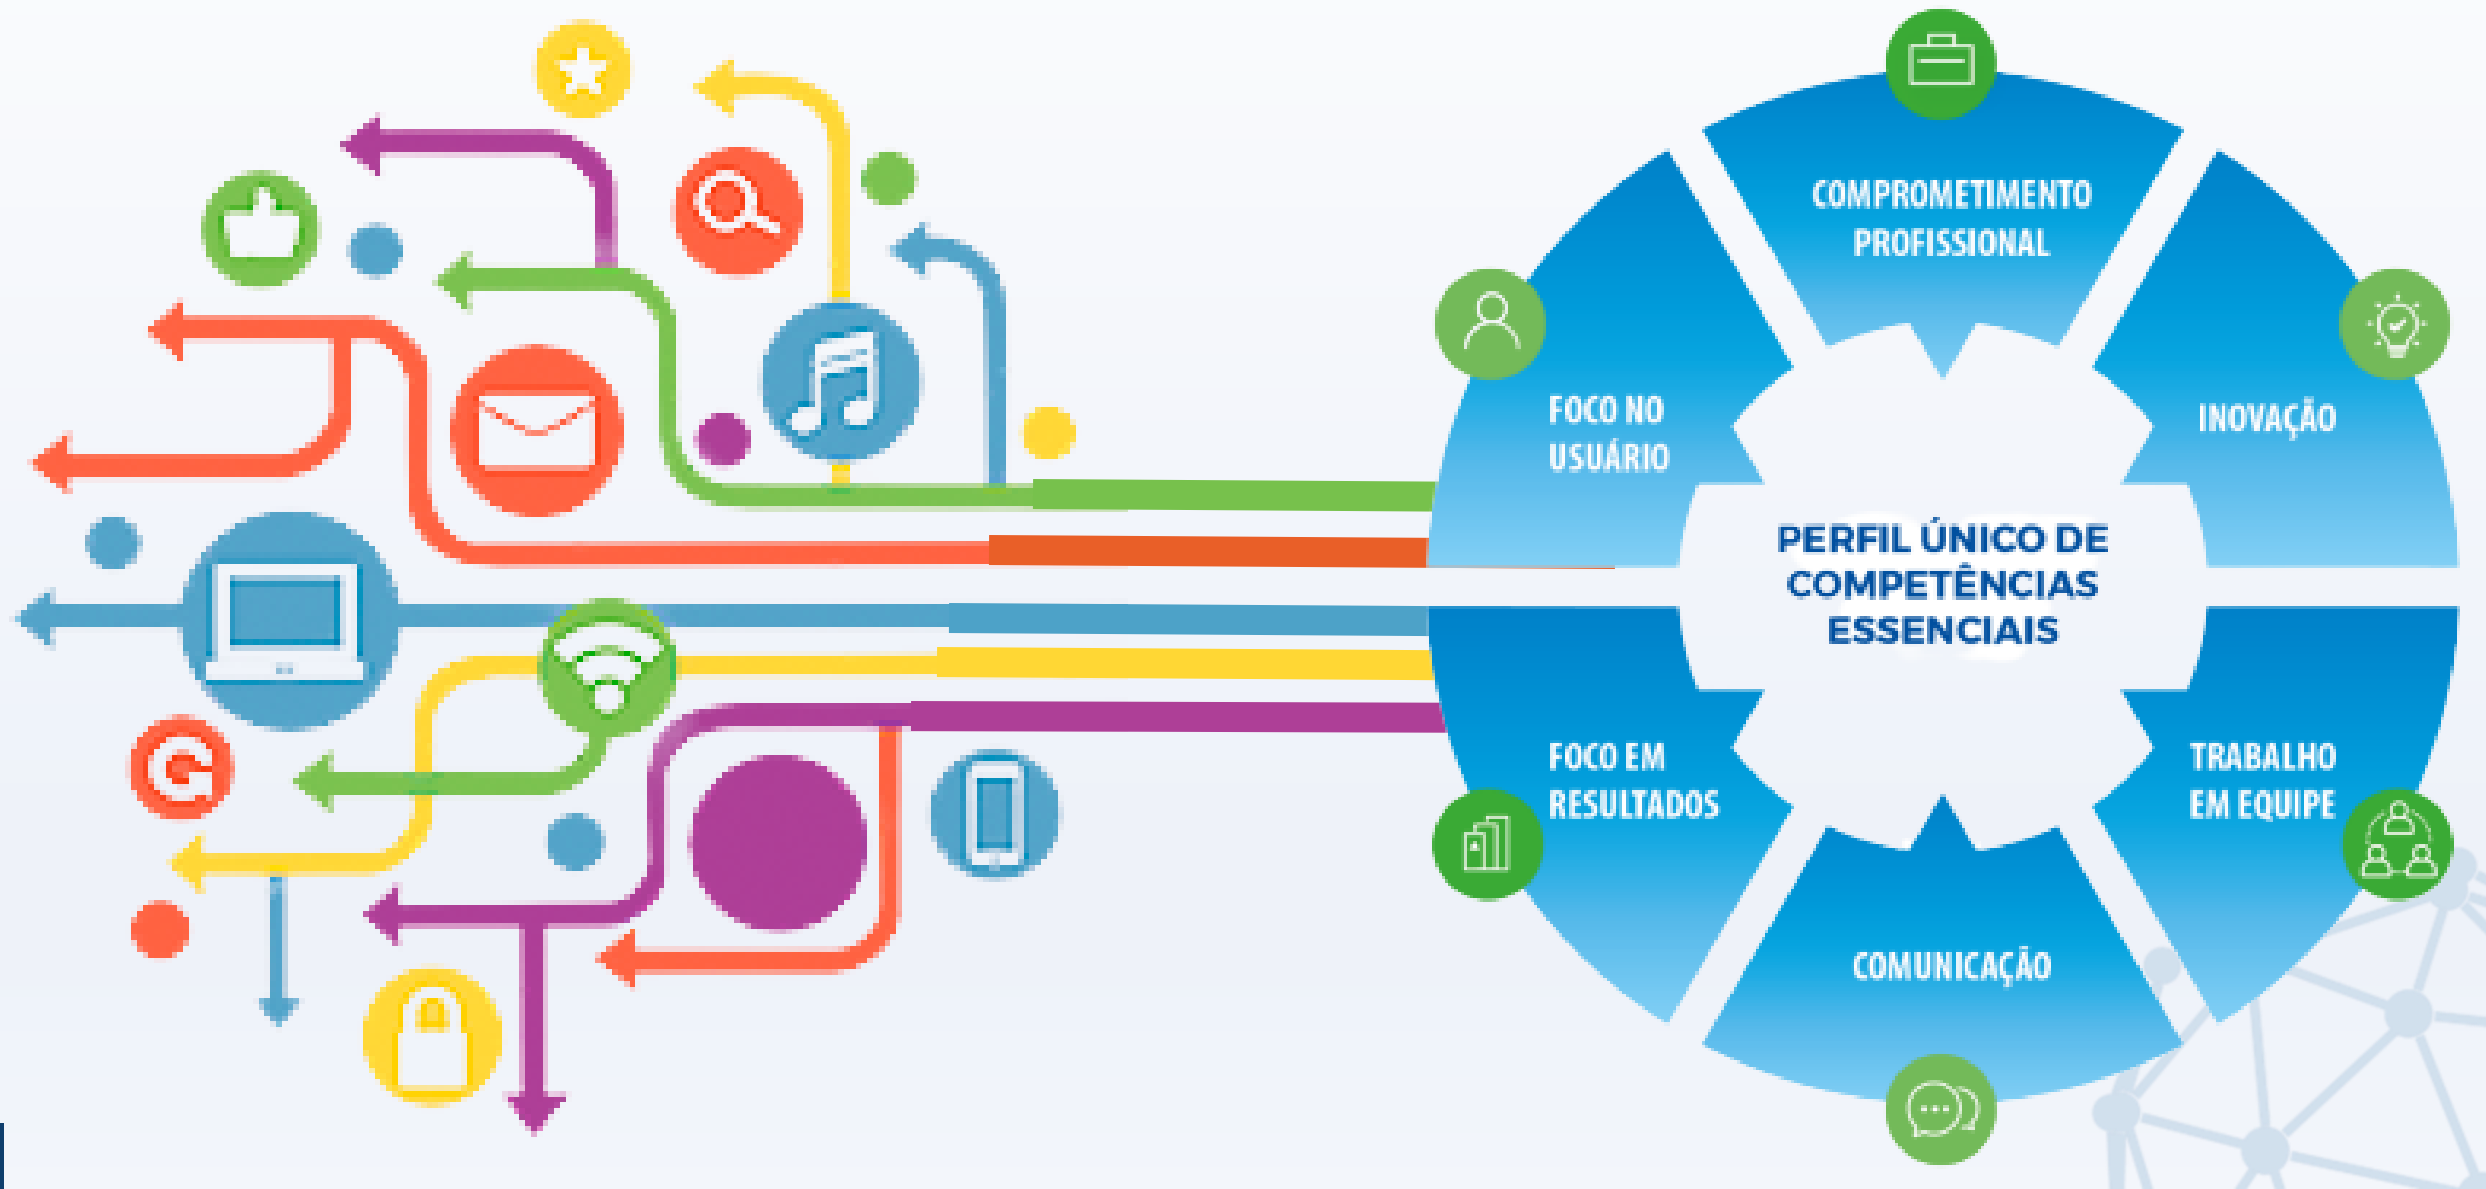 COMPROMETIMENTO
PROFISSIONAL
INOVAÇÃO
FOCO NO
USUÁRIO
PERFIL ÚNICO DE
COMPETÊNCIAS
ESSENCIAIS
FOCO EM
RESULTADOS
TRABALHO
EM EQUIPE
COMUNICAÇÃO